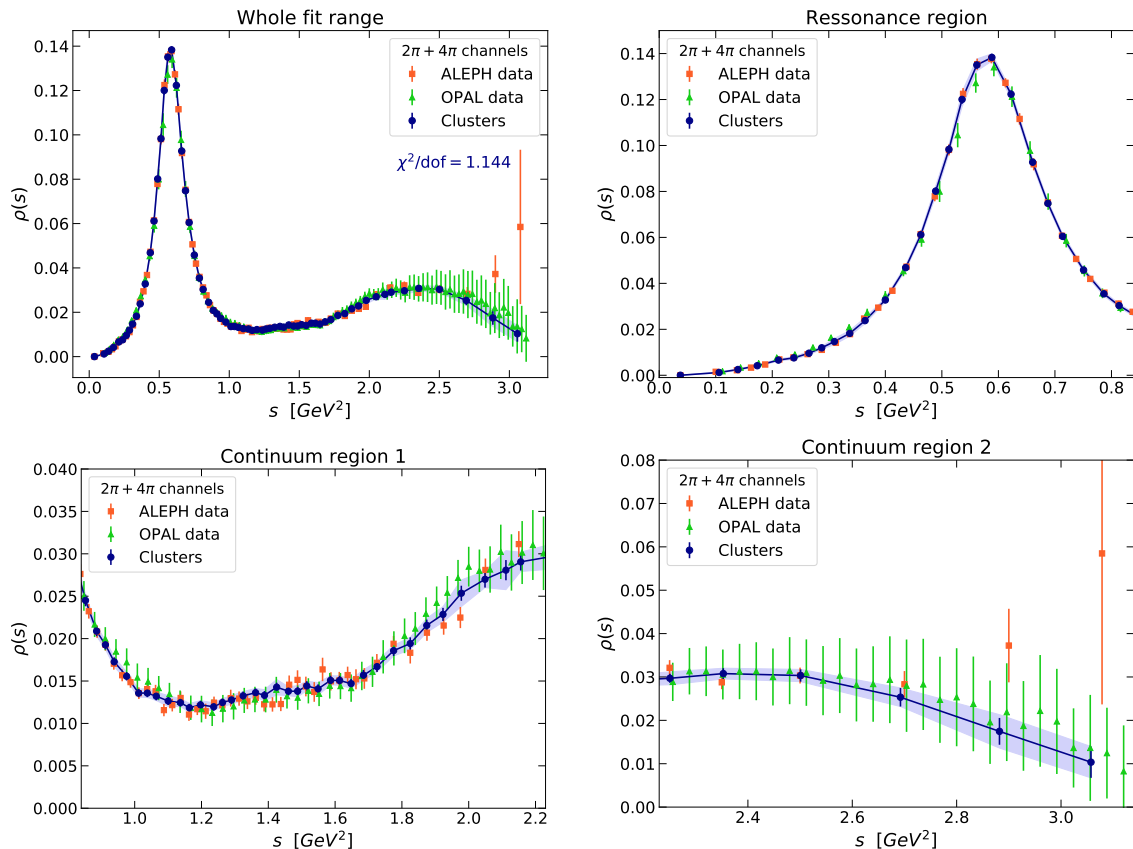 Whole fit range
0.14
0.12
0.10
0.08
0.06
0.04
0.02
0.00
ρ(s)
2π + 4π channels
ALEPH data
OPAL data
Clusters
χ²/dof = 1.144
0.0 0.5 1.0 1.5 2.0 2.5 3.0
s [GeV²]
Ressonance region
0.14
0.12
0.10
0.08
0.06
0.04
0.02
0.00
ρ(s)
2π + 4π channels
ALEPH data
OPAL data
Clusters
0.0 0.1 0.2 0.3 0.4 0.5 0.6 0.7 0.8
s [GeV²]
Continuum region 1
0.040
0.035
0.030
0.025
0.020
0.015
0.010
0.005
0.000
ρ(s)
2π + 4π channels
ALEPH data
OPAL data
Clusters
1.0 1.2 1.4 1.6 1.8 2.0 2.2
s [GeV²]
Continuum region 2
0.08
0.07
0.06
0.05
0.04
0.03
0.02
0.01
0.00
ρ(s)
2π + 4π channels
ALEPH data
OPAL data
Clusters
2.4 2.6 2.8 3.0
s [GeV²]